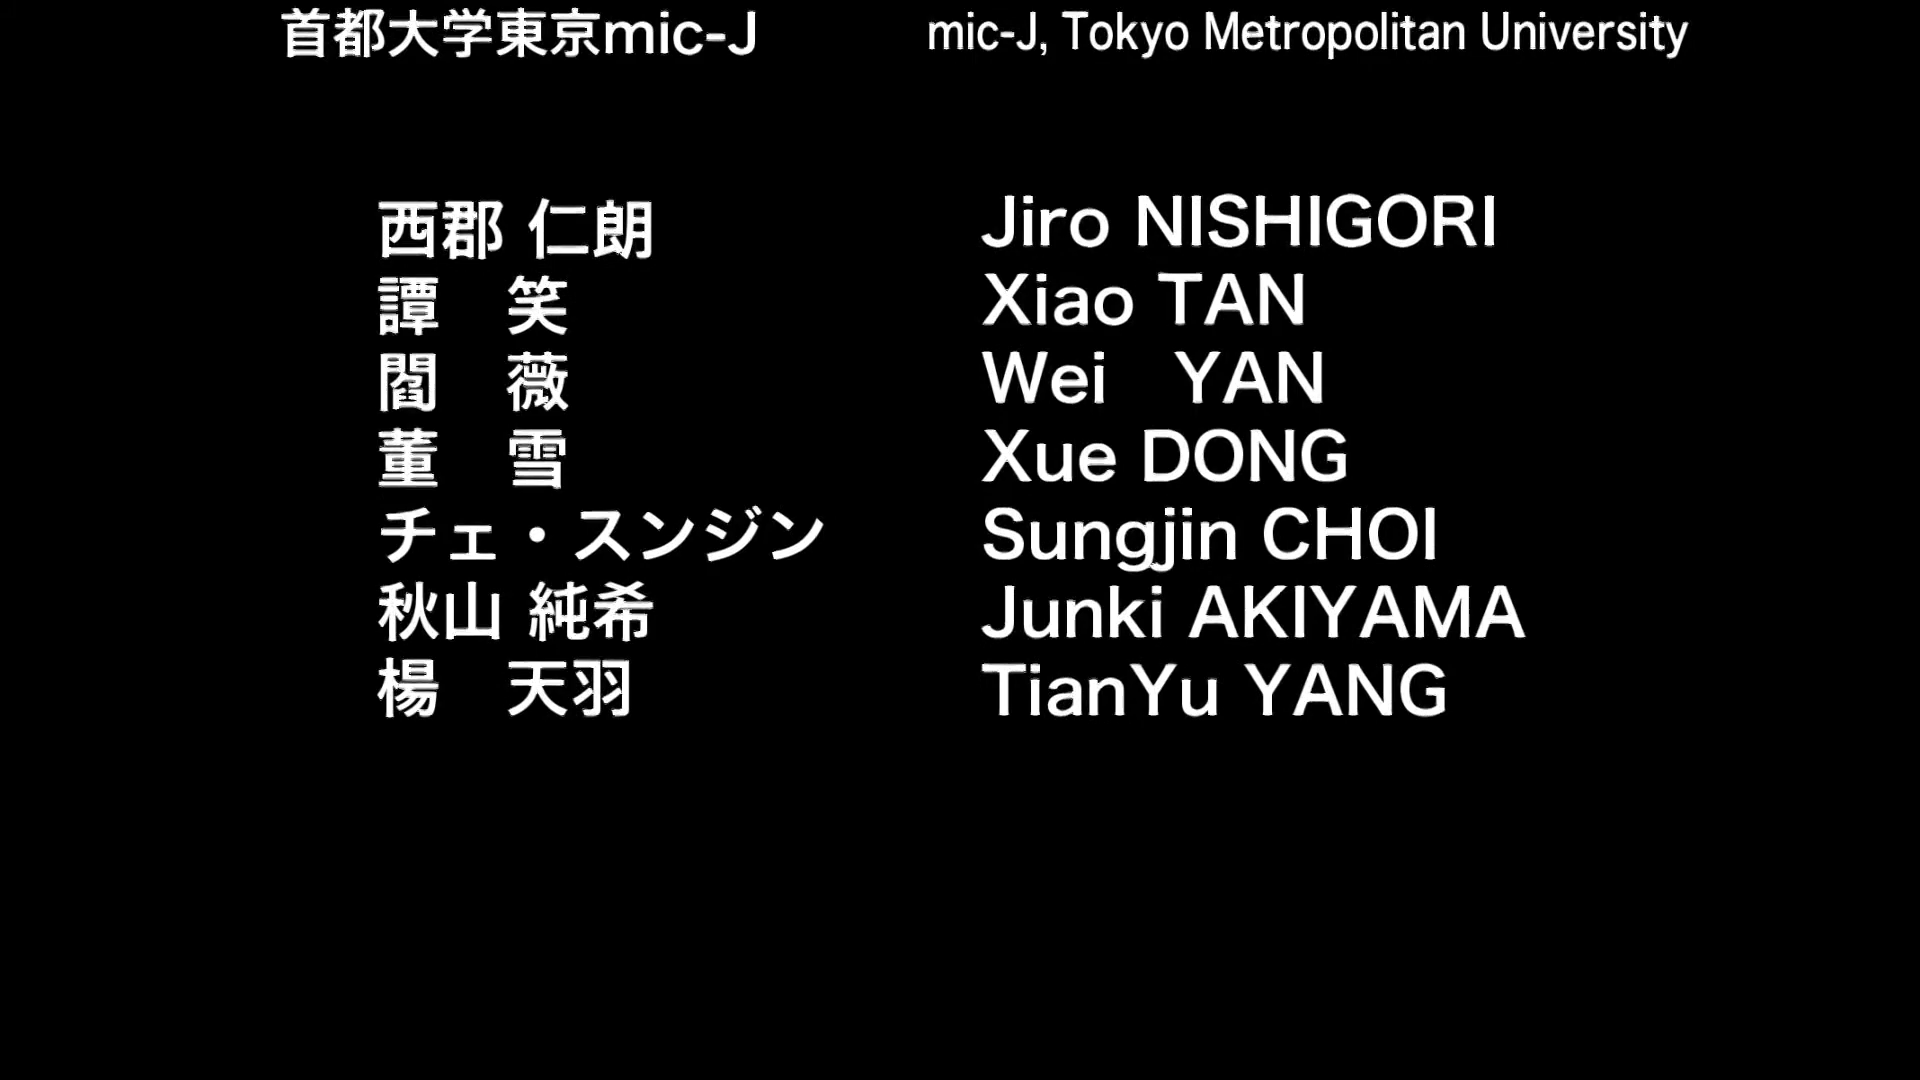 首都大学東京mic-J mic-J, Tokyo Metropolitan University
西郡 仁朗 Jiro NISHIGORI
譚　笑 Xiao TAN
閻　薇 Wei　YAN
董　雪 Xue DONG
チェ・スンジン Sungjin CHOI
秋山 純希 Junki AKIYAMA
楊　天羽 TianYu YANG